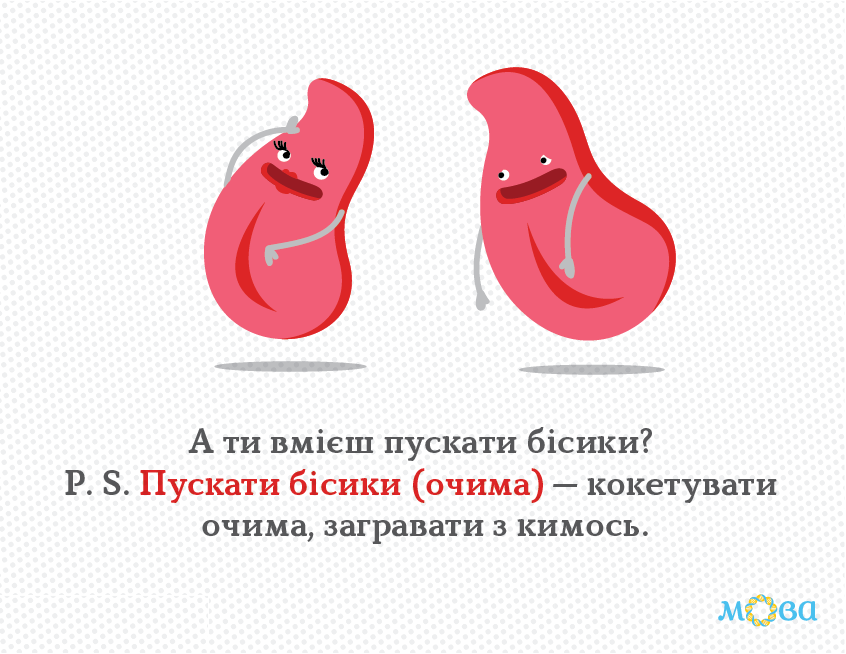 А ти вмієш пускати бісики?
P. S. Пускати бісики (очима) — кокетувати
очима, загравати з кимось.
мова